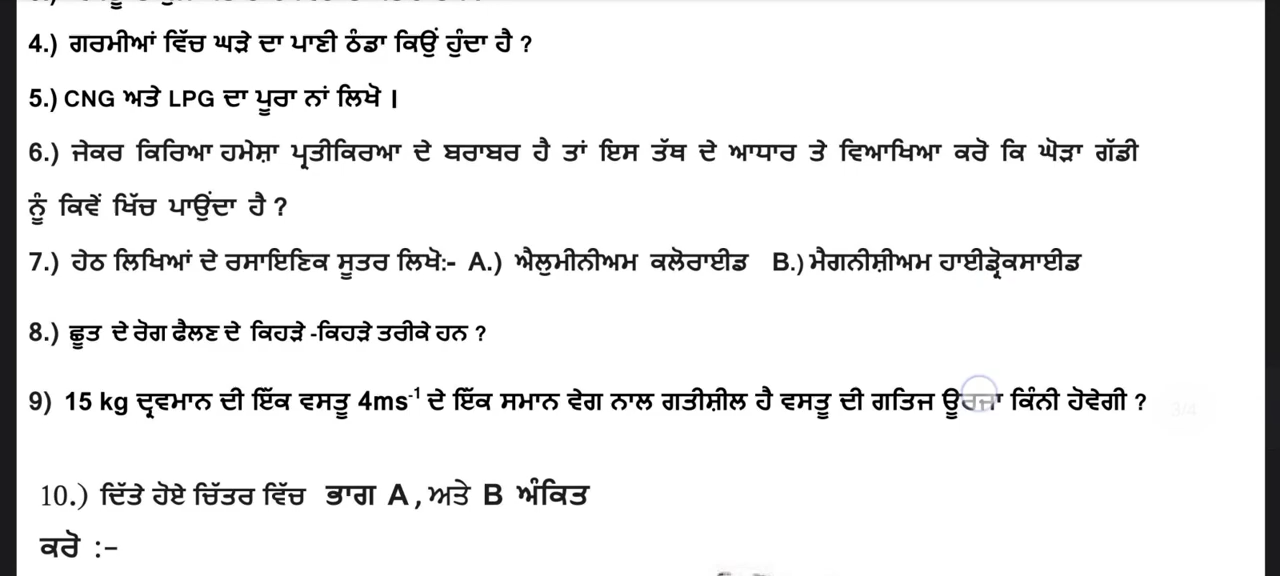 4.) ਗਰਮੀਆਂ ਵਿੱਚ ਘੜੇ ਦਾ ਪਾਣੀ ਠੰਡਾ ਕਿਉਂ ਹੁੰਦਾ ਹੈ ?
5.) CNG ਅਤੇ LPG ਦਾ ਪੂਰਾ ਨਾਂ ਲਿਖੋ ।
6.) ਜੇਕਰ ਕਿਰਿਆ ਹਮੇਸ਼ਾ ਪ੍ਰਤੀਕਿਰਆ ਦੇ ਬਰਾਬਰ ਹੈ ਤਾਂ ਇਸ ਤੱਥ ਦੇ ਆਧਾਰ ਤੇ ਵਿਆਖਿਆ ਕਰੋ ਕਿ ਘੋੜਾ ਗੱਡੀ
ਨੂੰ ਕਿਵੇਂ ਖਿੱਚ ਪਾਉਂਦਾ ਹੈ ?
7.) ਹੇਠ ਲਿਖਿਆਂ ਦੇ ਰਸਾਇਣਿਕ ਸੂਤਰ ਲਿਖੋ:- A.) ਐਲੁਮੀਨੀਅਮ ਕਲੋਰਾਈਡ B.) ਮੈਗਨੀਸ਼ੀਅਮ ਹਾਈਡ੍ਰੋਕਸਾਈਡ
8.) ਛੂਤ ਦੇ ਰੋਗ ਫੈਲਣ ਦੇ ਕਿਹੜੇ -ਕਿਹੜੇ ਤਰੀਕੇ ਹਨ ?
9) 15 kg ਦ੍ਰਵਮਾਨ ਦੀ ਇੱਕ ਵਸਤੂ 4ms⁻¹ ਦੇ ਇੱਕ ਸਮਾਨ ਵੇਗ ਨਾਲ ਗਤੀਸ਼ੀਲ ਹੈ ਵਸਤੂ ਦੀ ਗਤਿਜ ਊਰਜਾ ਕਿੰਨੀ ਹੋਵੇਗੀ ?
3/4
10.) ਦਿੱਤੇ ਹੋਏ ਚਿੱਤਰ ਵਿੱਚ ਭਾਗ A , ਅਤੇ B ਅੰਕਿਤ
ਕਰੋ :–